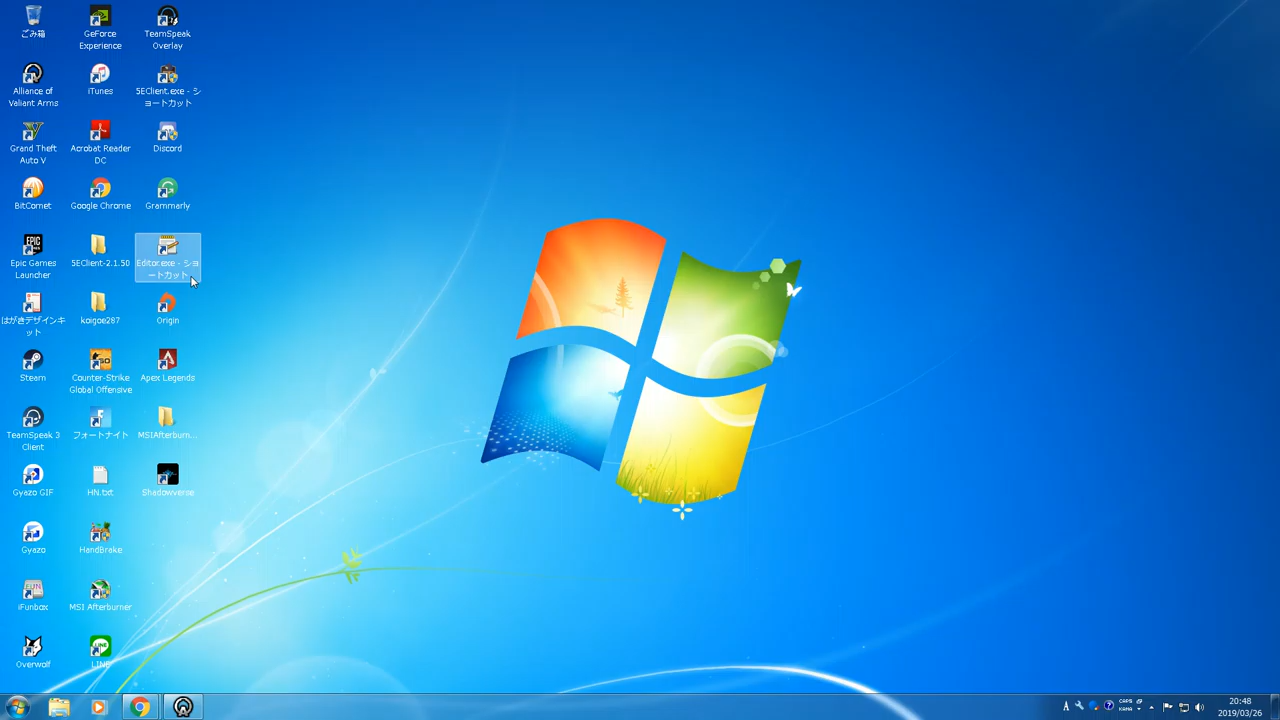 ごみ箱
GeForce
Experience
TeamSpeak
Overlay
Alliance of
Valiant Arms
iTunes
5EClient.exe - シ
ョートカット
Grand Theft
Auto V
Acrobat Reader
DC
Discord
BitComet
Google Chrome
Grammarly
EPIC
Epic Games
Launcher
5EClient-2.1.50
Editor.exe - ショ
ートカット
はがきデザインキ
ット
koigoe287
Origin
Steam
Counter-Strike
Global Offensive
Apex Legends
TeamSpeak 3
Client
フォートナイト
MSIAfterburn...
Gyazo GIF
HN.txt
Shadowverse
Gyazo
HandBrake
iFunbox
MSI Afterburner
Overwolf
LINE
A
CAPS
KANA
20:48
2019/03/26